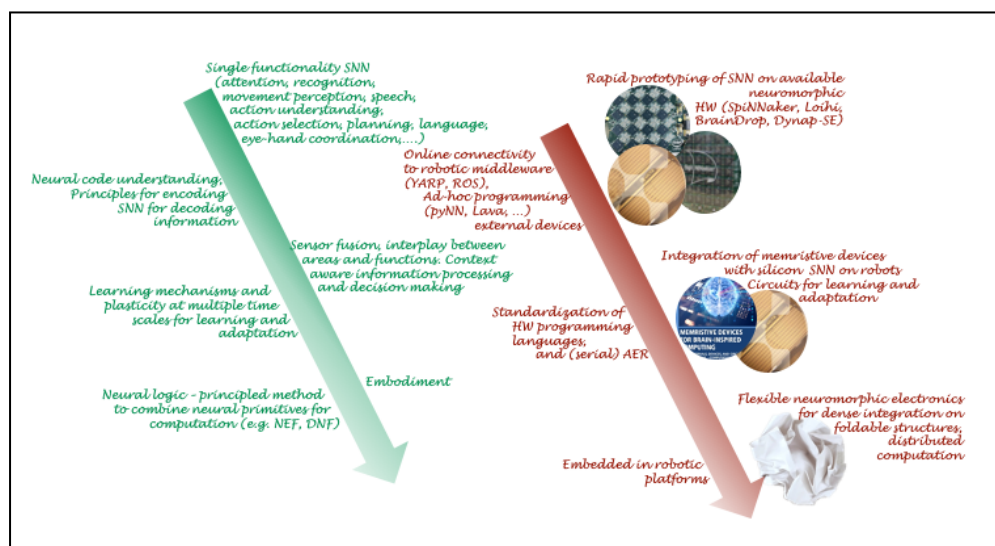 Single functionality SNN
(attention, recognition,
movement perception, speech,
action understanding,
action selection, planning, language,
eye-hand coordination,....)
Neural code understanding,
Principles for encoding
SNN for decoding
information
Sensor fusion, interplay between
areas and functions. Context
aware information processing
and decision making
Learning mechanisms and
plasticity at multiple time
scales for learning and
adaptation
Embodiment
Neural logic – principled method
to combine neural primitives for
computation (e.g. NEF, DNF)
Rapid prototyping of SNN on available
neuromorphic
HW (SpiNNaker, Loihi,
BrainDrop, Dynap-SE)
Online connectivity
to robotic middleware
(YARP, ROS),
Ad-hoc programming
(pyNN, Lava, ...)
external devices
Integration of memristive devices
with silicon SNN on robots
Circuits for learning and
adaptation
MEMRISTIVE DEVICES
FOR BRAIN-INSPIRED
COMPUTING
Standardization of
HW programming
languages,
and (serial) AER
Flexible neuromorphic electronics
for dense integration on
foldable structures,
distributed
computation
Embedded in robotic
platforms